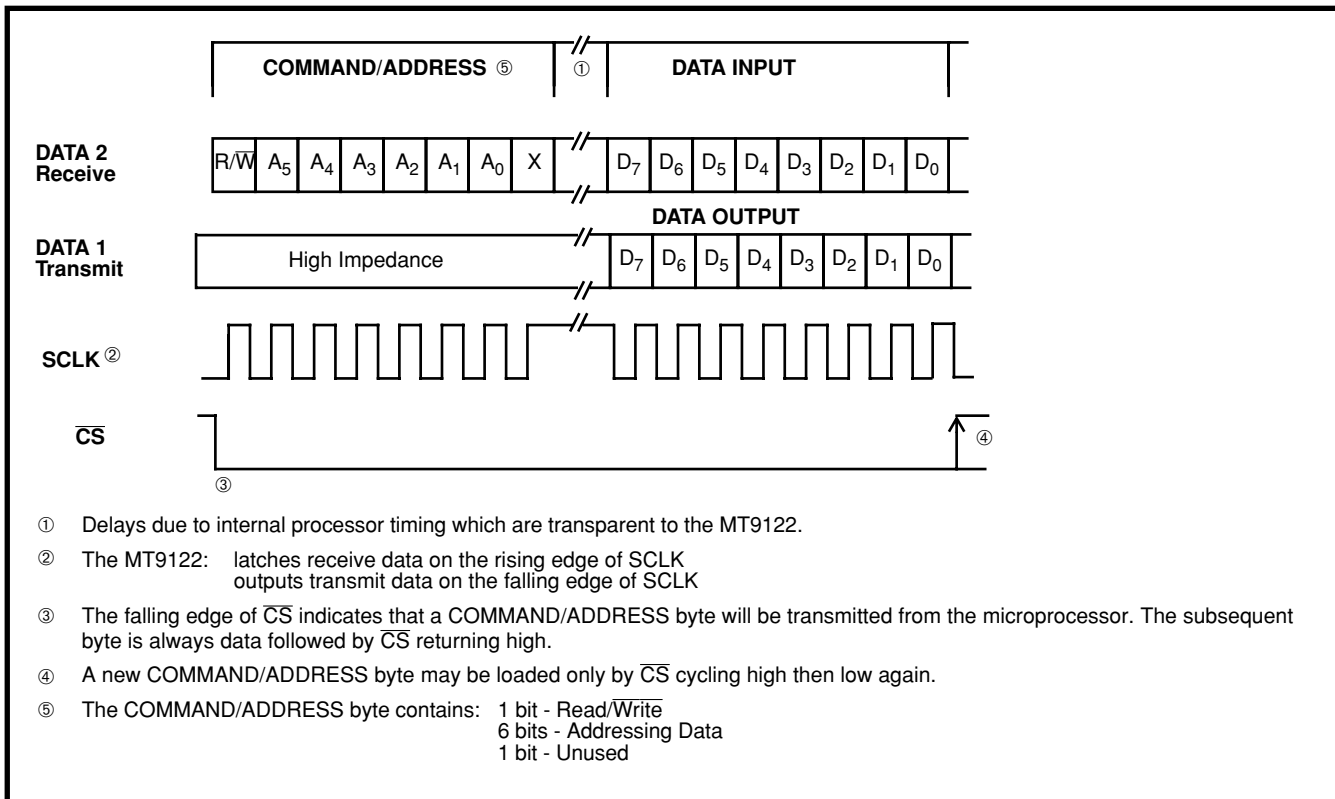 COMMAND/ADDRESS ⑤ ① DATA INPUT
DATA 2
Receive
R/W̅ A₅ A₄ A₃ A₂ A₁ A₀ X D₇ D₆ D₅ D₄ D₃ D₂ D₁ D₀
DATA OUTPUT
DATA 1
Transmit
High Impedance D₇ D₆ D₅ D₄ D₃ D₂ D₁ D₀
SCLK ②
C̅S̅
③
④
① Delays due to internal processor timing which are transparent to the MT9122.
② The MT9122: latches receive data on the rising edge of SCLK
outputs transmit data on the falling edge of SCLK
③ The falling edge of C̅S̅ indicates that a COMMAND/ADDRESS byte will be transmitted from the microprocessor. The subsequent
byte is always data followed by C̅S̅ returning high.
④ A new COMMAND/ADDRESS byte may be loaded only by C̅S̅ cycling high then low again.
⑤ The COMMAND/ADDRESS byte contains: 1 bit - Read/W̅r̅i̅t̅e̅
6 bits - Addressing Data
1 bit - Unused